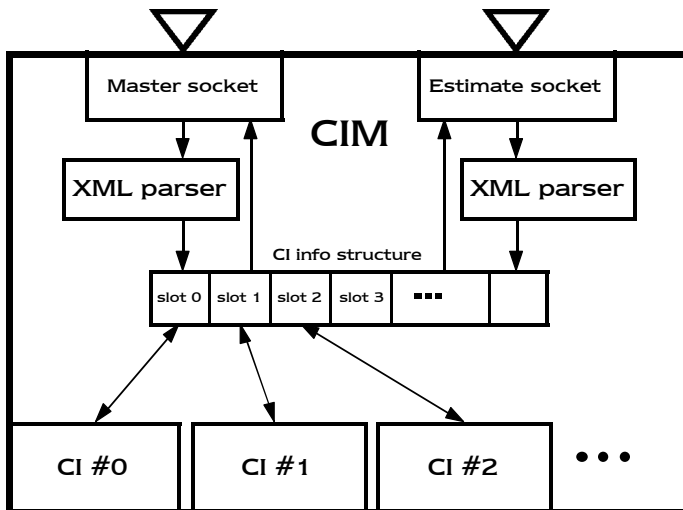 Master socket
Estimate socket
CIM
XML parser
XML parser
CI info structure
slot 0
slot 1
slot 2
slot 3
...
CI #0
CI #1
CI #2
...